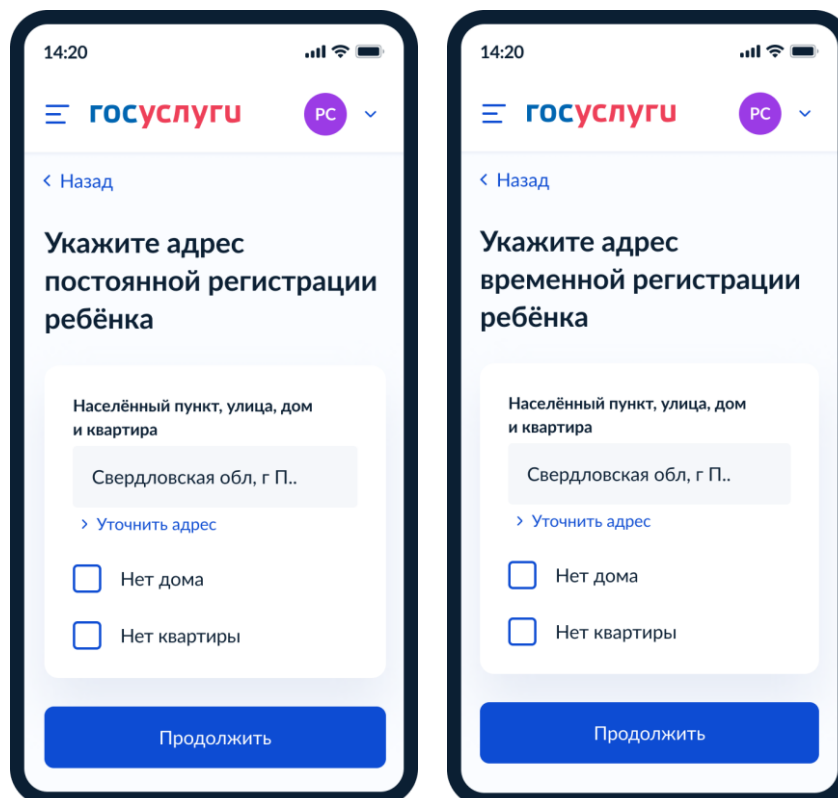 14:20
госуслуги
РС
Назад
Укажите адрес
постоянной регистрации
ребёнка
Населённый пункт, улица, дом
и квартира
Свердловская обл, г П..
Уточнить адрес
Нет дома
Нет квартиры
Продолжить
14:20
госуслуги
РС
Назад
Укажите адрес
временной регистрации
ребёнка
Населённый пункт, улица, дом
и квартира
Свердловская обл, г П..
Уточнить адрес
Нет дома
Нет квартиры
Продолжить